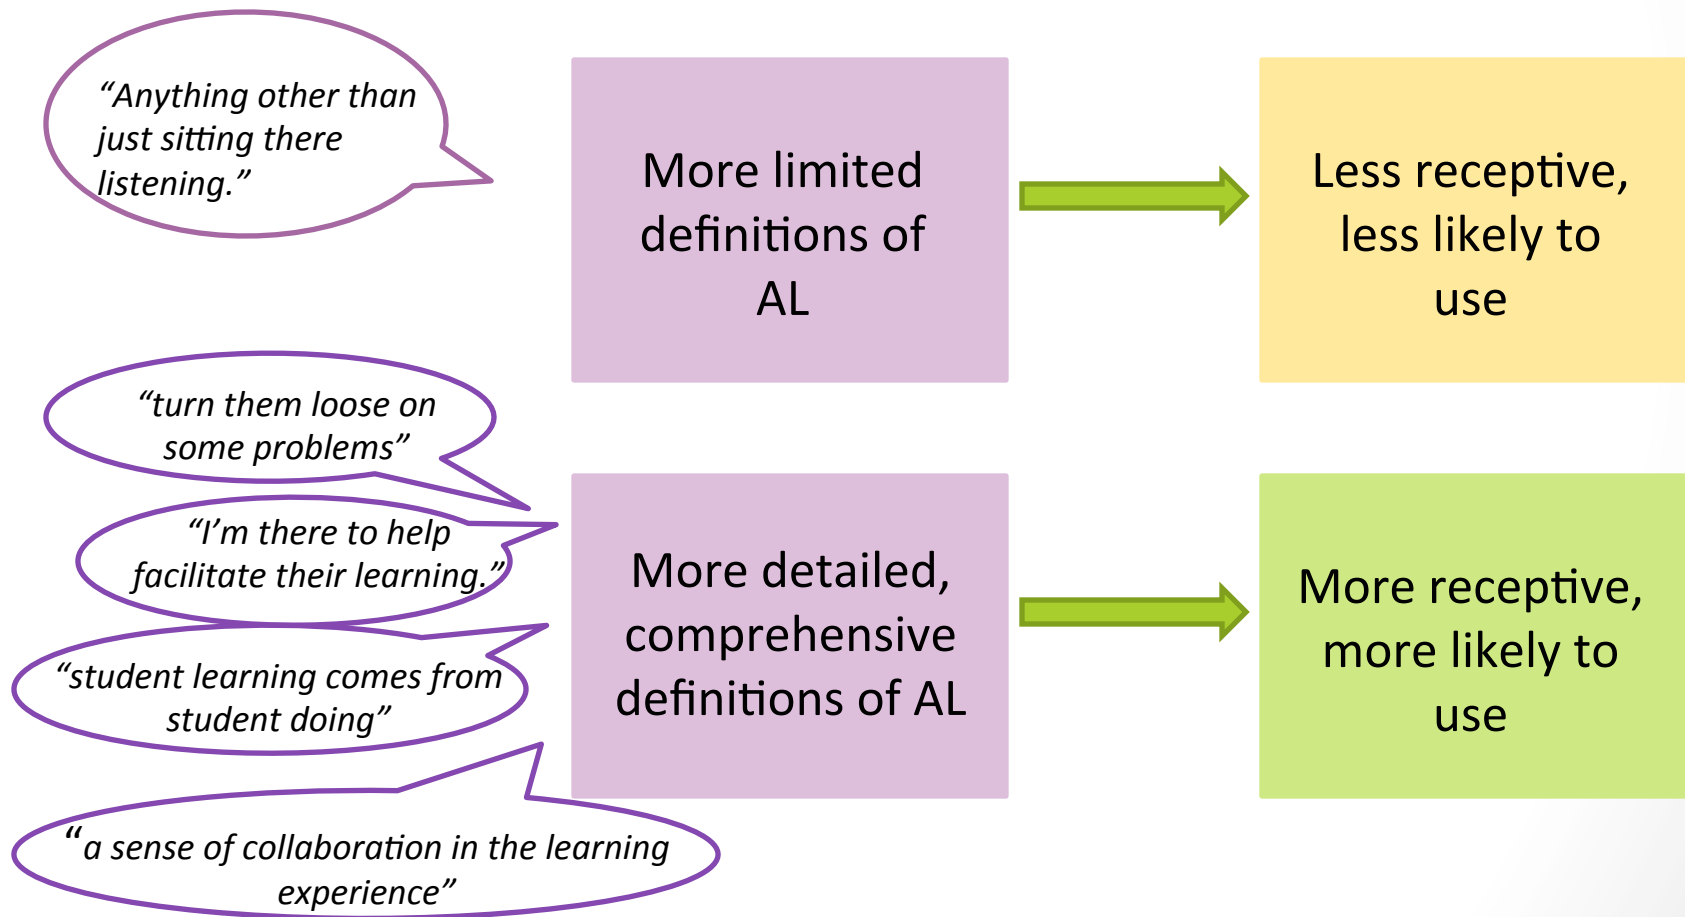 “Anything other than
just sitting there
listening.”
More limited
definitions of
AL
Less receptive,
less likely to
use
“turn them loose on
some problems”
“I’m there to help
facilitate their learning.”
“student learning comes from
student doing”
“a sense of collaboration in the learning
experience”
More detailed,
comprehensive
definitions of AL
More receptive,
more likely to
use